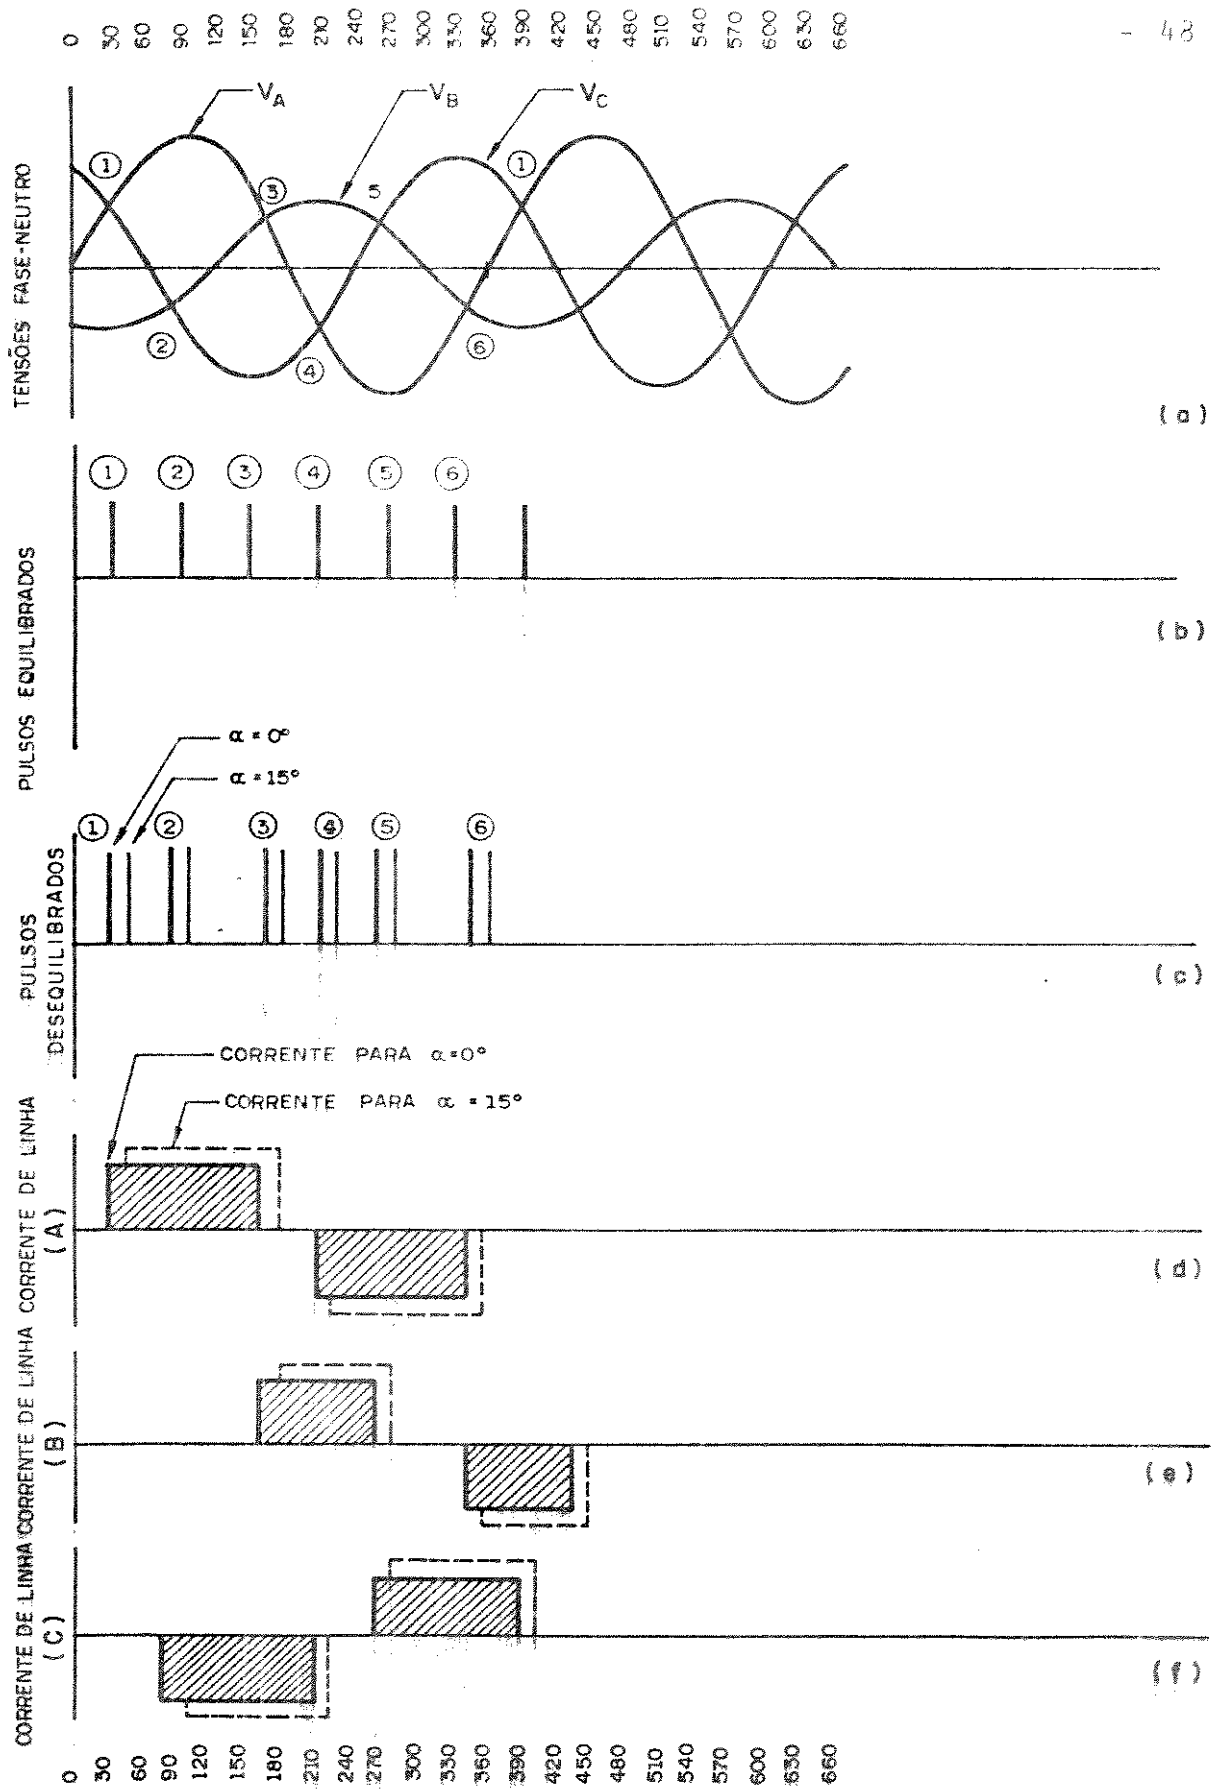 0 30 60 90 120 150 180 210 240 270 300 330 360 390 420 450 480 510 540 570 600 630 660
- 48
TENSÕES FASE-NEUTRO
V_A
V_B
V_C
1
3
5
1
2
4
6
(a)
PULSOS EQUILIBRADOS
1 2 3 4 5 6
(b)
α = 0°
α = 15°
PULSOS
DESEQUILIBRADOS
1 2 3 4 5 6
(c)
CORRENTE PARA α=0°
CORRENTE PARA α = 15°
CORRENTE DE LINHA
(A)
(d)
CORRENTE DE LINHA
(B)
(e)
CORRENTE DE LINHA
(C)
(f)
0 30 60 90 120 150 180 210 240 270 300 330 360 390 420 450 480 510 540 570 600 630 660